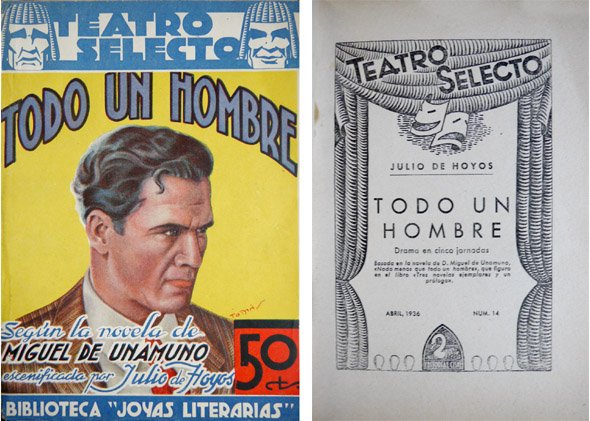 TEATRO
SELECTO
TODO UN HOMBRE
Tomás
Según la novela de
MIGUEL DE UNAMUNO
escenificada por Julio de Hoyos
50
cts
BIBLIOTECA "JOYAS LITERARIAS"
TEATRO SELECTO
JULIO DE HOYOS
TODO UN
HOMBRE
Drama en cinco jornadas
Basado en la novela de D. Miguel de Unamuno,
«Nada menos que todo un hombre», que figura
en el libro «Tres novelas ejemplares y un
prólogo».
ABRIL, 1936 NUM. 14